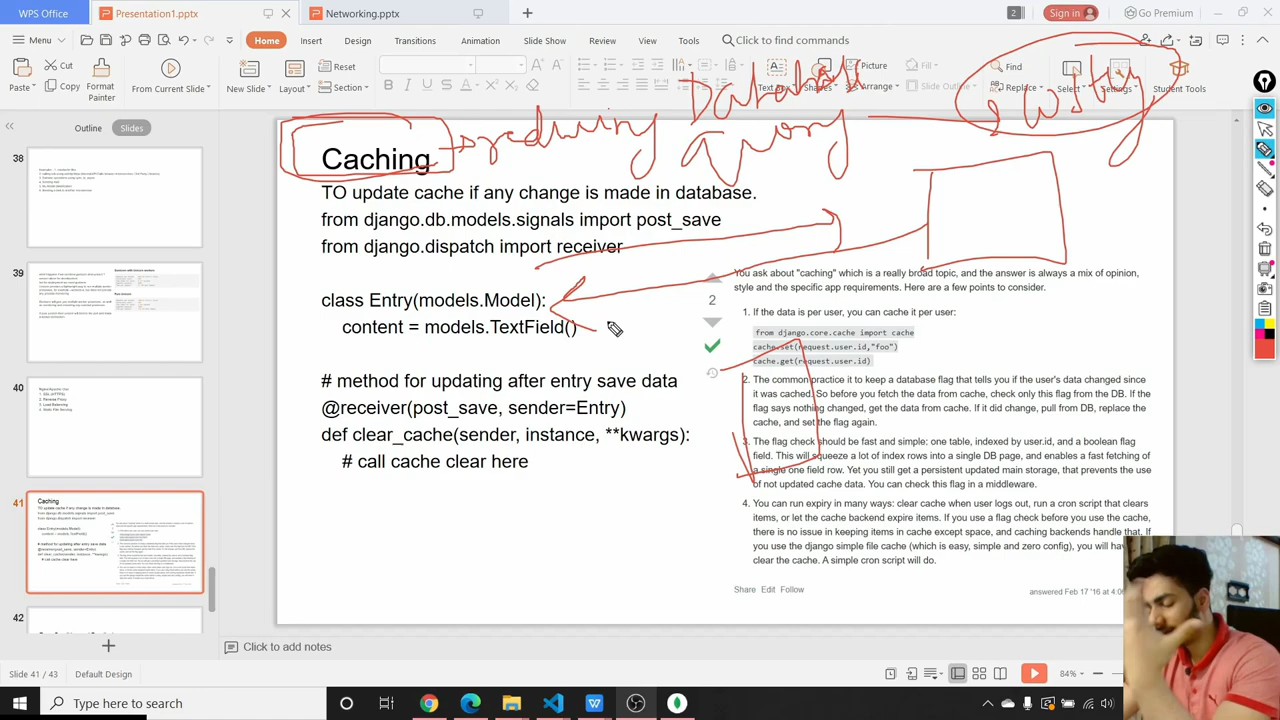 WPS Office
Presentation1.pptx
Networking.pptx
2
Sign in
Go Premium
Menu
Home
Insert
Design
Transitions
Animation
Slide Show
Review
View
Tools
Click to find commands
Paste
Cut
Copy
Format
Painter
From Current Slide
New Slide
Layout
Reset
Section
B I U S A
Text Box
Shapes
Picture
Fill
Arrange
Slide Outline
Find
Replace
Select
Settings
Student Tools
Outline
Slides
reducing Database
Query
costly
Caching
TO update cache if any change is made in database.
from django.db.models.signals import post_save
from django.dispatch import receiver
class Entry(models.Model):
content = models.TextField()
# method for updating after entry save data
@receiver(post_save, sender=Entry)
def clear_cache(sender, instance, **kwargs):
# call cache clear here
You ask about "caching" which is a really broad topic, and the answer is always a mix of opinion,
style and the specific app requirements. Here are a few points to consider.
2
1. If the data is per user, you can cache it per user:
from django.core.cache import cache
cache.set(request.user.id,"foo")
cache.get(request.user.id)
2. The common practice it to keep a database flag that tells you if the user's data changed since
it was cached. So before you fetch the data from cache, check only this flag from the DB. If the
flag says nothing changed, get the data from cache. If it did change, pull from DB, replace the
cache, and set the flag again.
3. The flag check should be fast and simple: one table, indexed by user.id, and a boolean flag
field. This will squeeze a lot of index rows into a single DB page, and enables a fast fetching of
a single one field row. Yet you still get a persistent updated main storage, that prevents the use
of not updated cache data. You can check this flag in a middleware.
4. You can run expiry in many ways: clear cache when user logs out, run a cron script that clears
items, or let the cache backend expire items. If you use a flag check before you use the cache,
there is no issue in keeping items in cache except space, and caching backends handle that. If
you use the django simple file cache (which is easy, simple and zero config), you will
clear the cache. A simple cron script will do.
Share Edit Follow
answered Feb 17 '16 at
38
39
40
41
42
Caching
Click to add notes
Slide 41 / 43
Default Design
84%
Type here to search